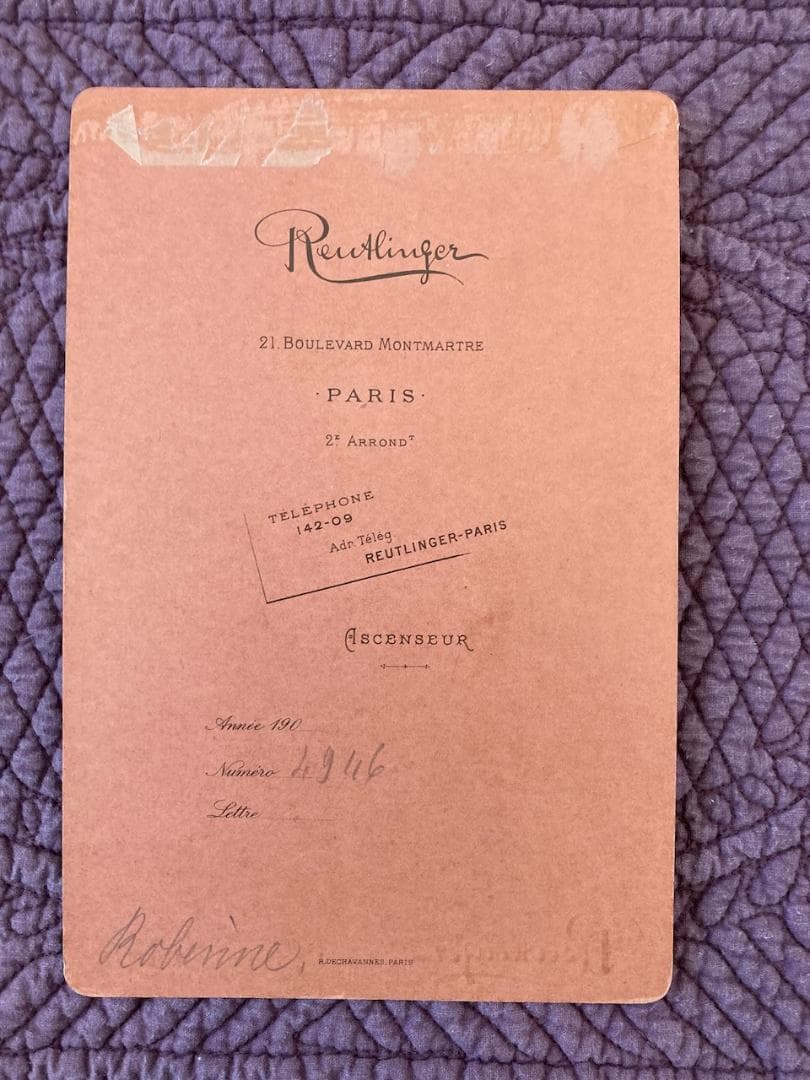 Reutlinger
21. BOULEVARD MONTMARTRE
·PARIS·
2E ARRONDT
TÉLÉPHONE
142-09
Adr. Télég
REUTLINGER-PARIS
ASCENSEUR
Année 190
Numéro 4946
Lettre
Robinne.
R.DECHAVANNES.PARIS